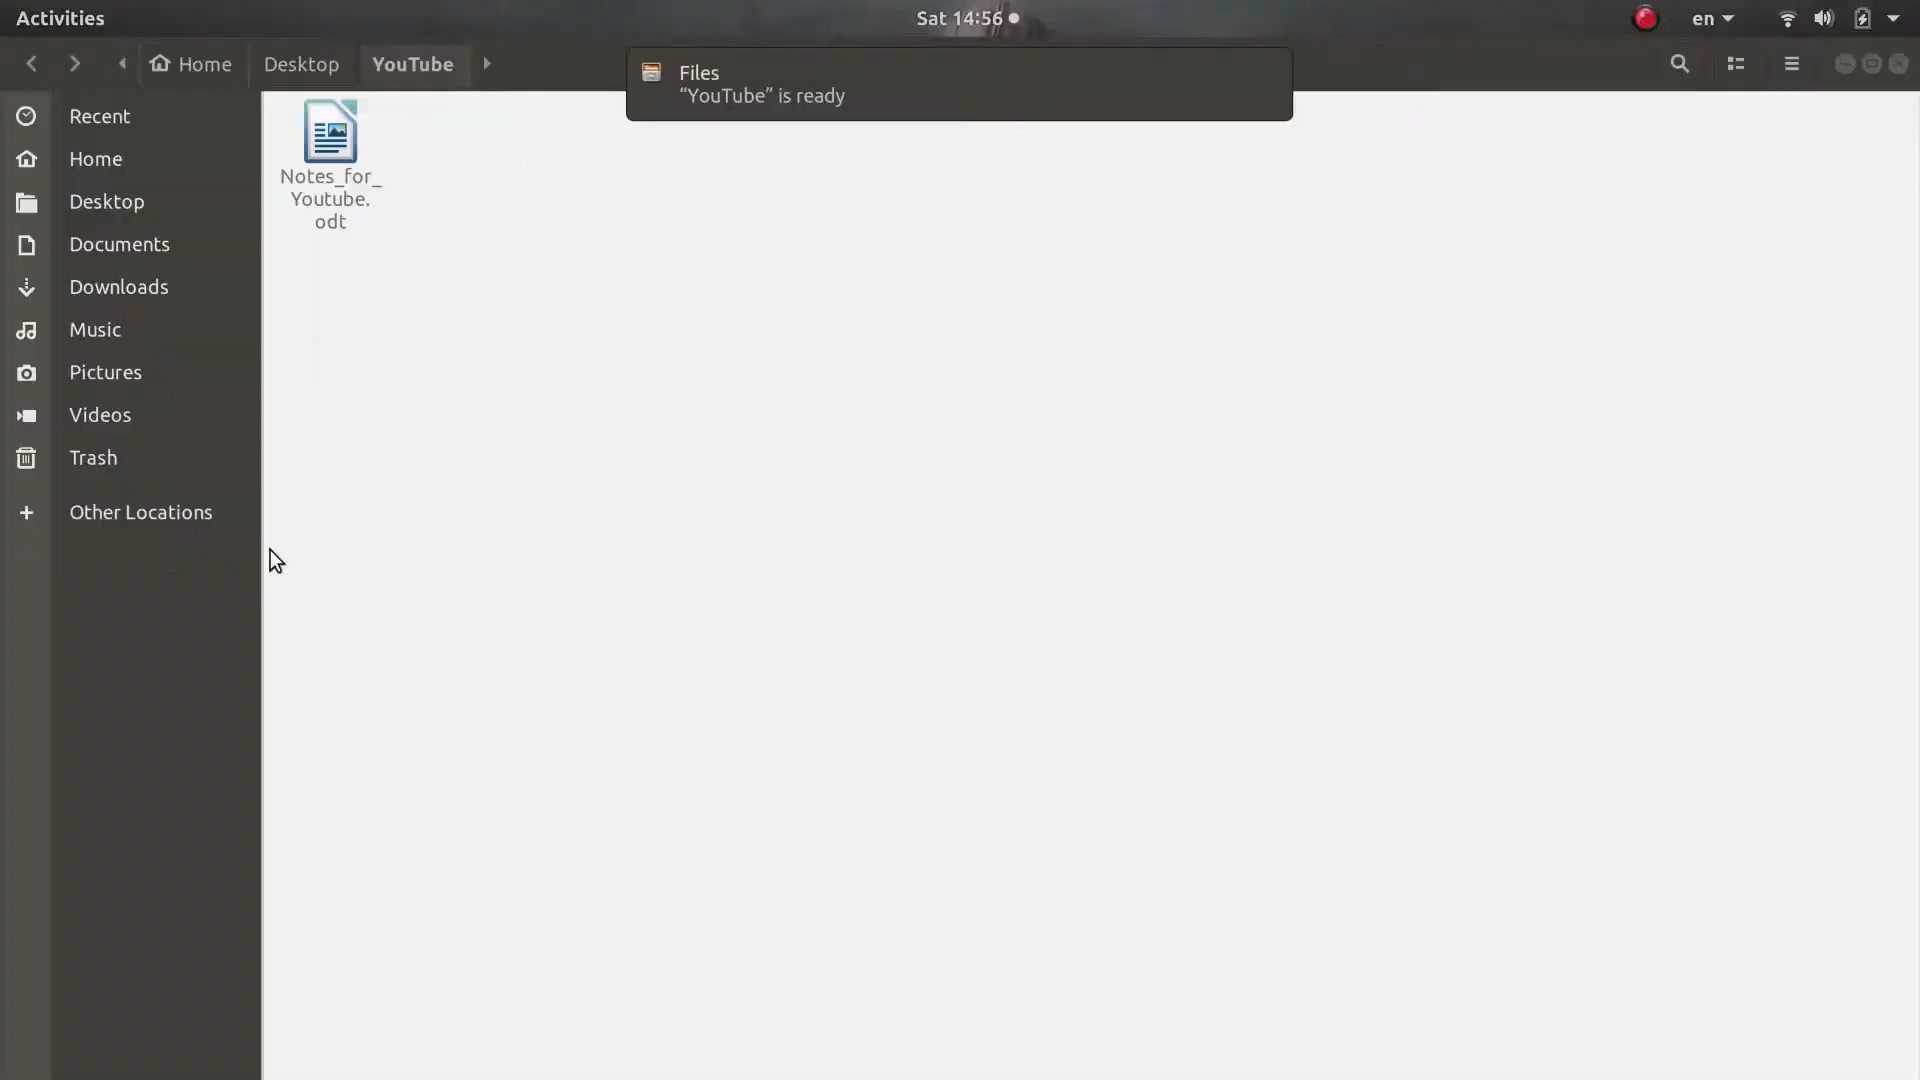 Activities
Sat 14:56
en
Home
Desktop
YouTube
Files
“YouTube” is ready
Recent
Home
Desktop
Documents
Downloads
Music
Pictures
Videos
Trash
Other Locations
Notes_for_
Youtube.
odt